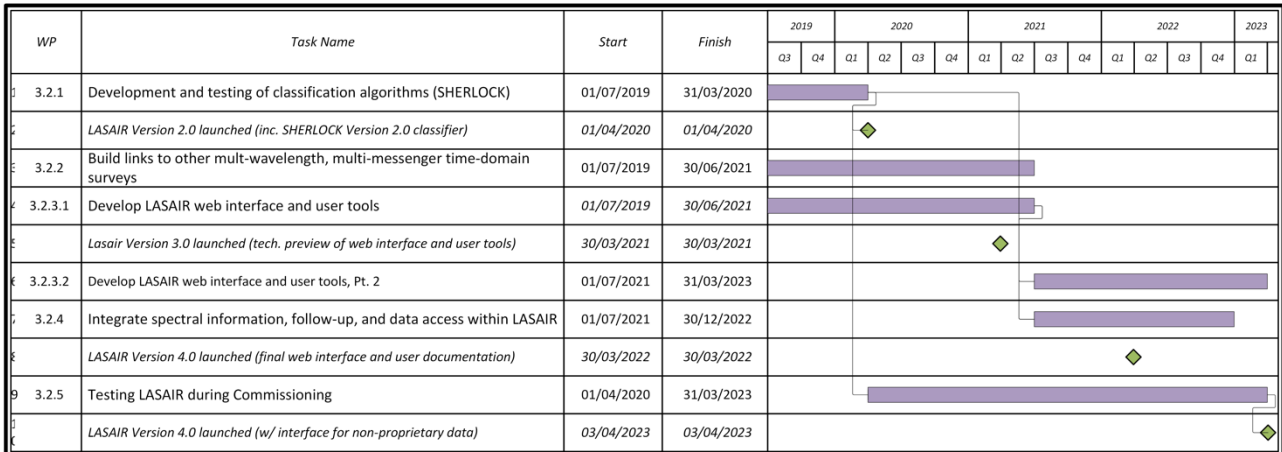 WP Task Name Start Finish 2019 2020 2021 2022 2023
Q3 Q4 Q1 Q2 Q3 Q4 Q1 Q2 Q3 Q4 Q1 Q2 Q3 Q4 Q1
3.2.1 Development and testing of classification algorithms (SHERLOCK) 01/07/2019 31/03/2020
LASAIR Version 2.0 launched (inc. SHERLOCK Version 2.0 classifier) 01/04/2020 01/04/2020
3.2.2 Build links to other mult-wavelength, multi-messenger time-domain
surveys 01/07/2019 30/06/2021
3.2.3.1 Develop LASAIR web interface and user tools 01/07/2019 30/06/2021
Lasair Version 3.0 launched (tech. preview of web interface and user tools) 30/03/2021 30/03/2021
3.2.3.2 Develop LASAIR web interface and user tools, Pt. 2 01/07/2021 31/03/2023
3.2.4 Integrate spectral information, follow-up, and data access within LASAIR 01/07/2021 30/12/2022
LASAIR Version 4.0 launched (final web interface and user documentation) 30/03/2022 30/03/2022
9 3.2.5 Testing LASAIR during Commissioning 01/04/2020 31/03/2023
LASAIR Version 4.0 launched (w/ interface for non-proprietary data) 03/04/2023 03/04/2023